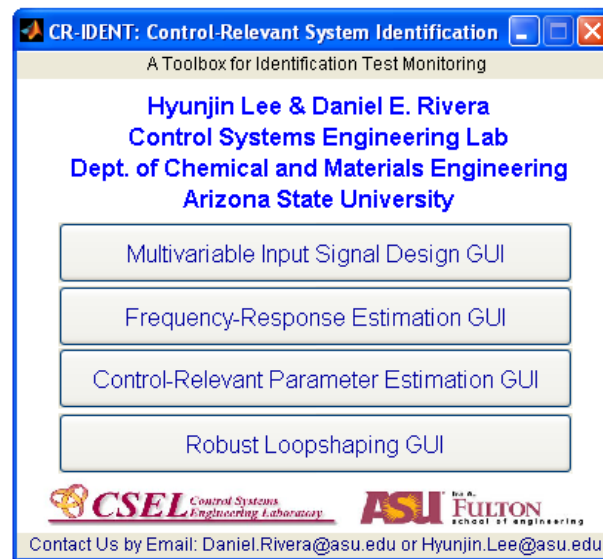 CR-IDENT: Control-Relevant System Identification
A Toolbox for Identification Test Monitoring
Hyunjin Lee & Daniel E. Rivera
Control Systems Engineering Lab
Dept. of Chemical and Materials Engineering
Arizona State University
Multivariable Input Signal Design GUI
Frequency-Response Estimation GUI
Control-Relevant Parameter Estimation GUI
Robust Loopshaping GUI
CSEL Control Systems
Engineering Laboratory
ASU Ira A.
FULTON
school of engineering
Contact Us by Email: Daniel.Rivera@asu.edu or Hyunjin.Lee@asu.edu